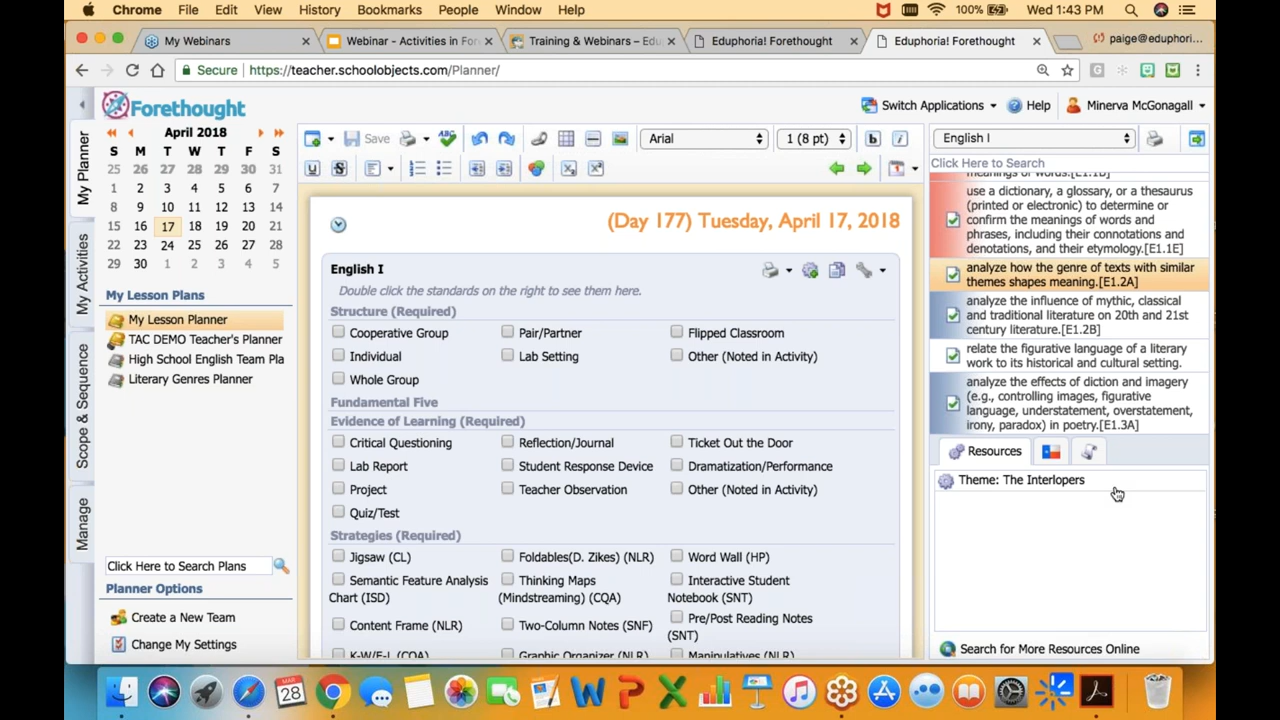 Chrome File Edit View History Bookmarks People Window Help 100% Wed 1:43 PM
My Webinars Webinar - Activities in For Training & Webinars – Edu Eduphoria! Forethought Eduphoria! Forethought paige@eduphori...
Secure https://teacher.schoolobjects.com/Planner/
Forethought
Switch Applications Help Minerva McGonagall
My Planner
My Activities
Scope & Sequence
Manage
April 2018
S M T W T F S
25 26 27 28 29 30 31
1 2 3 4 5 6 7
8 9 10 11 12 13 14
15 16 17 18 19 20 21
22 23 24 25 26 27 28
29 30 1 2 3 4 5
My Lesson Plans
My Lesson Planner
TAC DEMO Teacher's Planner
High School English Team Pla
Literary Genres Planner
Click Here to Search Plans
Planner Options
Create a New Team
Change My Settings
Save ABC Arial 1 (8 pt) b i
U S
(Day 177) Tuesday, April 17, 2018
English I
Double click the standards on the right to see them here.
Structure (Required)
Cooperative Group Pair/Partner Flipped Classroom
Individual Lab Setting Other (Noted in Activity)
Whole Group
Fundamental Five
Evidence of Learning (Required)
Critical Questioning Reflection/Journal Ticket Out the Door
Lab Report Student Response Device Dramatization/Performance
Project Teacher Observation Other (Noted in Activity)
Quiz/Test
Strategies (Required)
Jigsaw (CL) Foldables(D. Zikes) (NLR) Word Wall (HP)
Semantic Feature Analysis Thinking Maps Interactive Student
Chart (ISD) (Mindstreaming) (CQA) Notebook (SNT)
Content Frame (NLR) Two-Column Notes (SNF) Pre/Post Reading Notes
(SNT)
K-W/E-L (CQA) Graphic Organizer (NLR) Manipulatives (NLR)
English I
Click Here to Search
meanings of words.[E1.1B]
use a dictionary, a glossary, or a thesaurus
(printed or electronic) to determine or
confirm the meanings of words and
phrases, including their connotations and
denotations, and their etymology.[E1.1E]
analyze how the genre of texts with similar
themes shapes meaning.[E1.2A]
analyze the influence of mythic, classical
and traditional literature on 20th and 21st
century literature.[E1.2B]
relate the figurative language of a literary
work to its historical and cultural setting.
analyze the effects of diction and imagery
(e.g., controlling images, figurative
language, understatement, overstatement,
irony, paradox) in poetry.[E1.3A]
Resources
Theme: The Interlopers
Search for More Resources Online
MAR
28